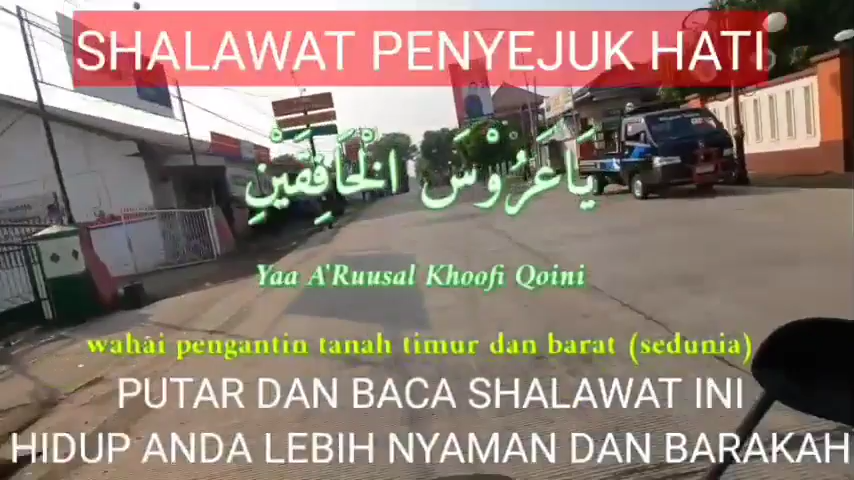 SHALAWAT PENYEJUK HATI
يَا عَرُوْسَ الْخَافِقَيْنِ
Yaa A'Ruusal Khoofi Qoini
wahai pengantin tanah timur dan barat (sedunia)
PUTAR DAN BACA SHALAWAT INI
HIDUP ANDA LEBIH NYAMAN DAN BARAKAH